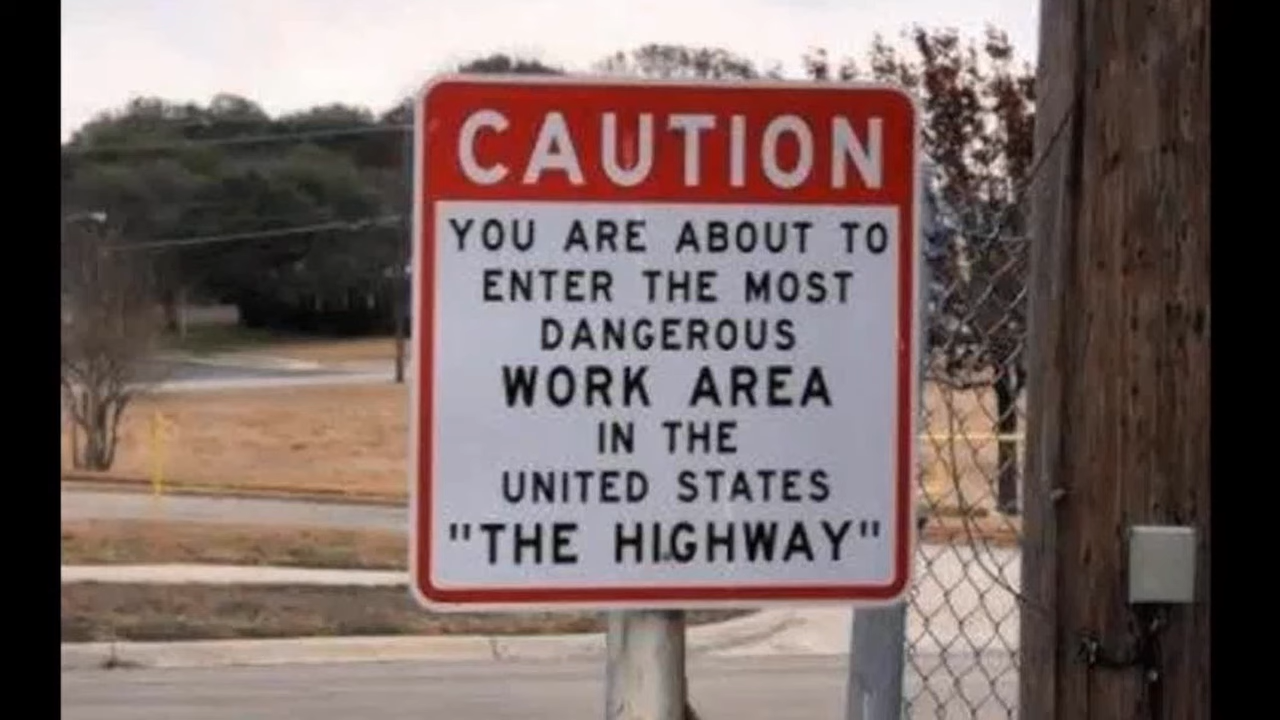 CAUTION
YOU ARE ABOUT TO
ENTER THE MOST
DANGEROUS
WORK AREA
IN THE
UNITED STATES
"THE HIGHWAY"